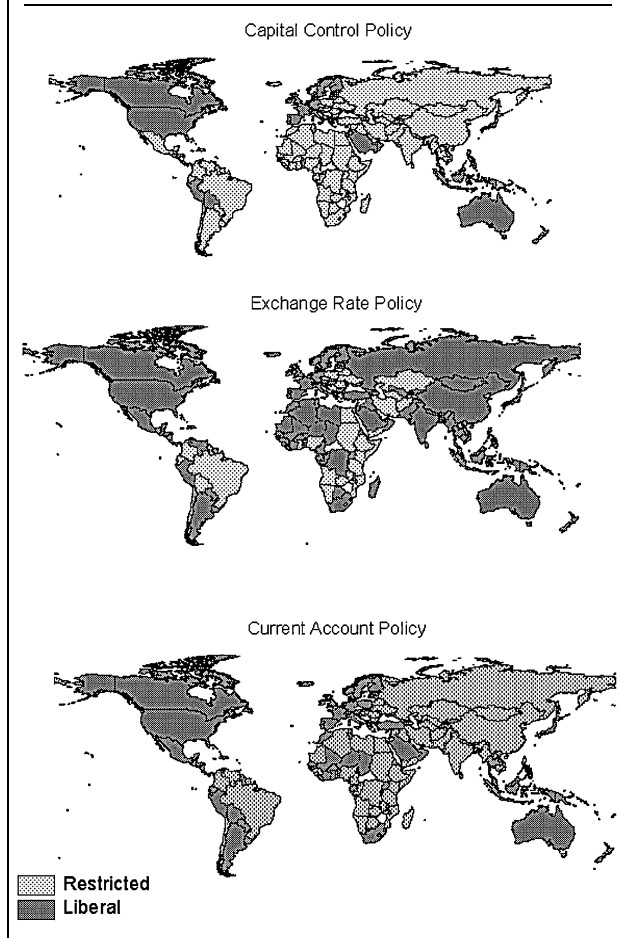 Capital Control Policy
Exchange Rate Policy
Current Account Policy
Restricted
Liberal